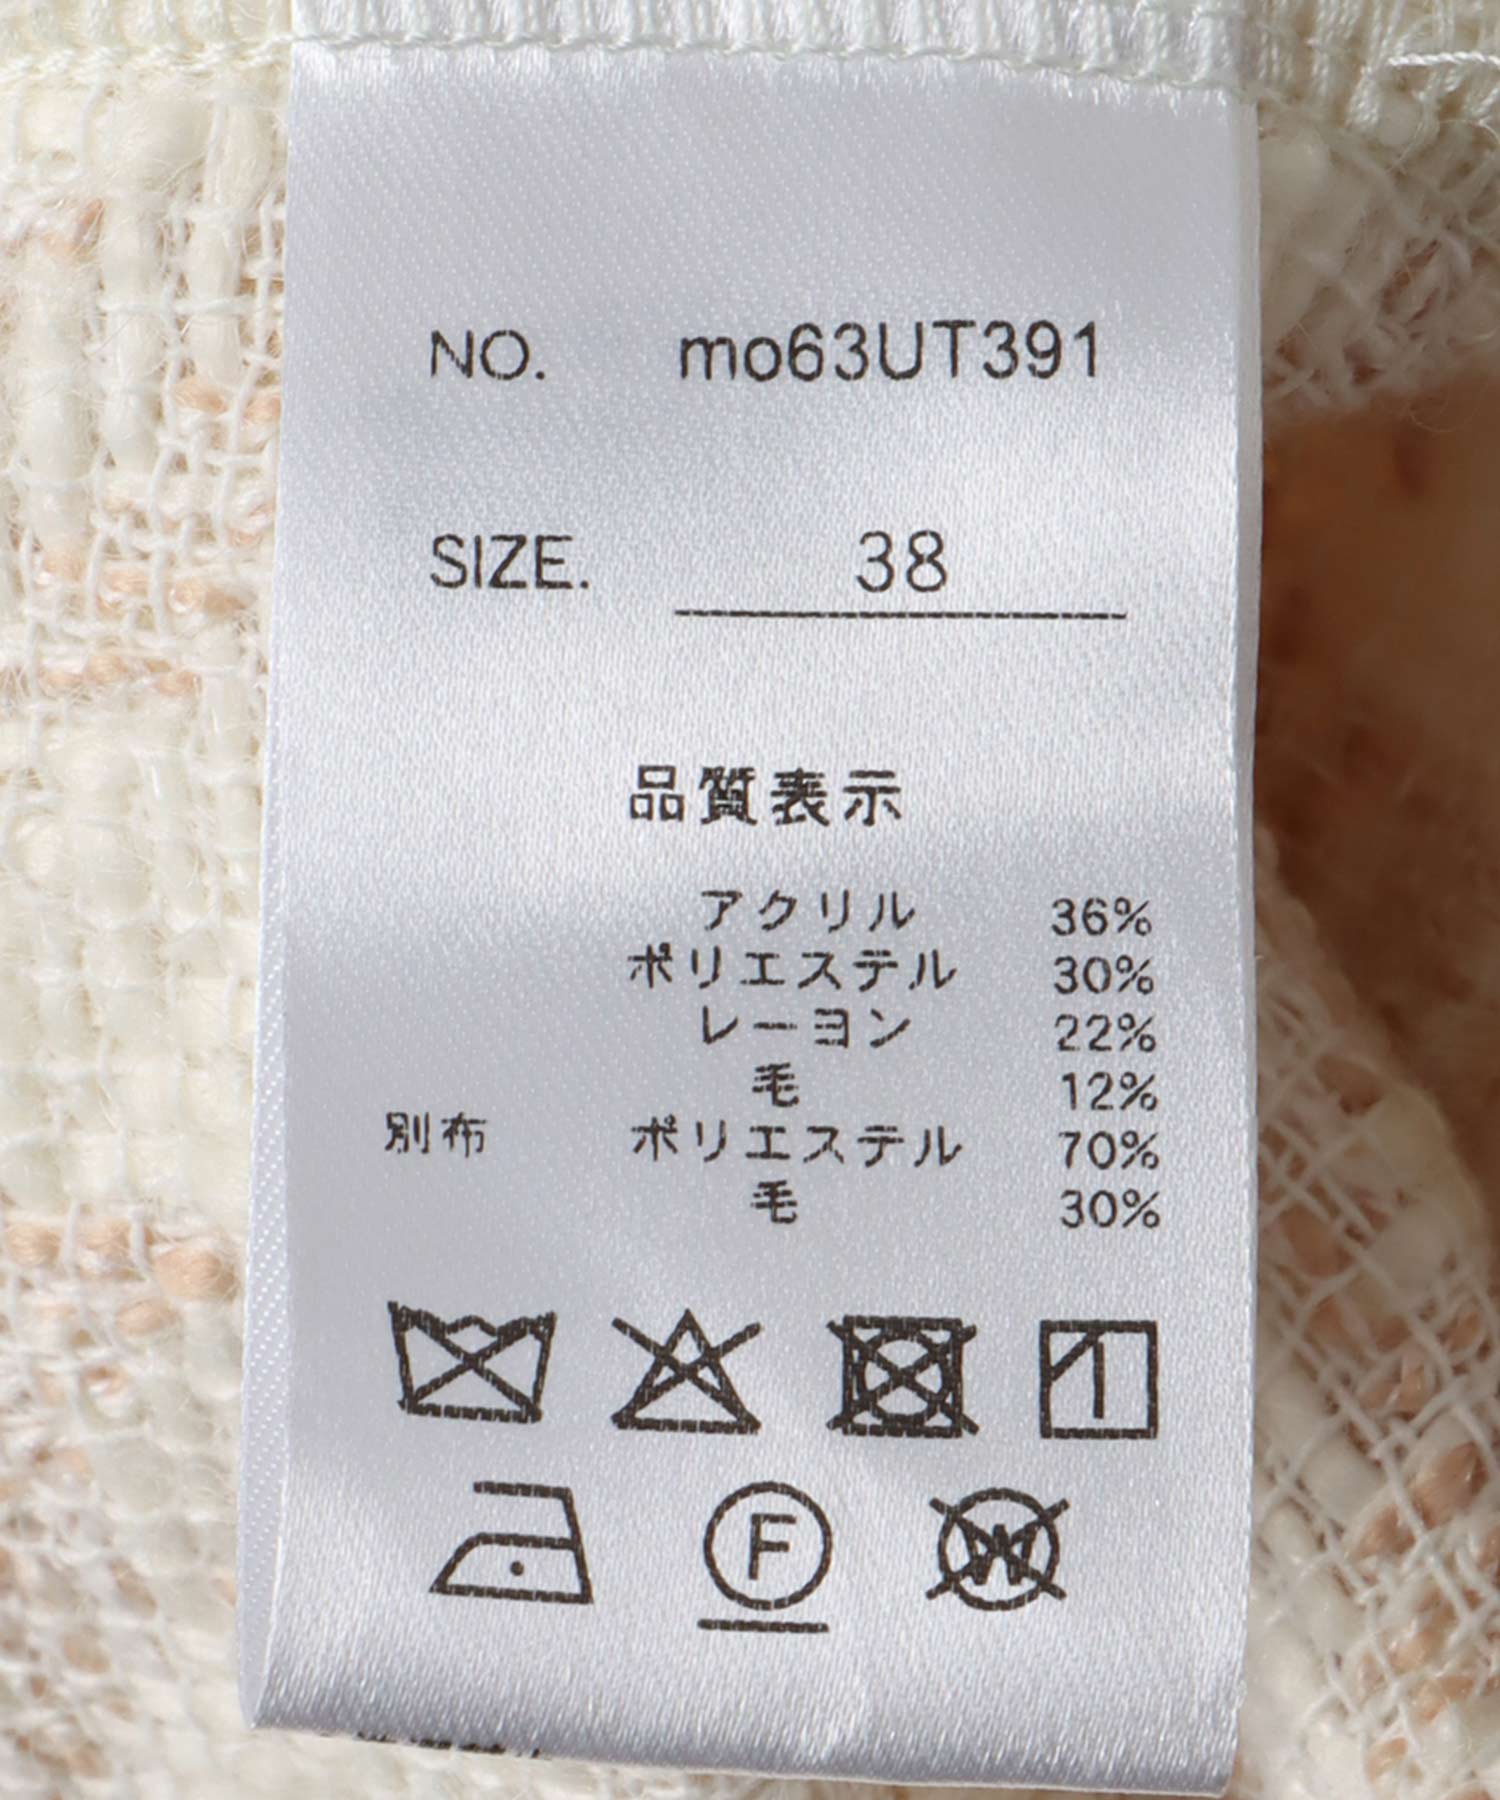 NO. mo63UT391
SIZE. 38
品質表示
アクリル 36%
ポリエステル 30%
レーヨン 22%
毛 12%
別布 ポリエステル 70%
毛 30%
F
W